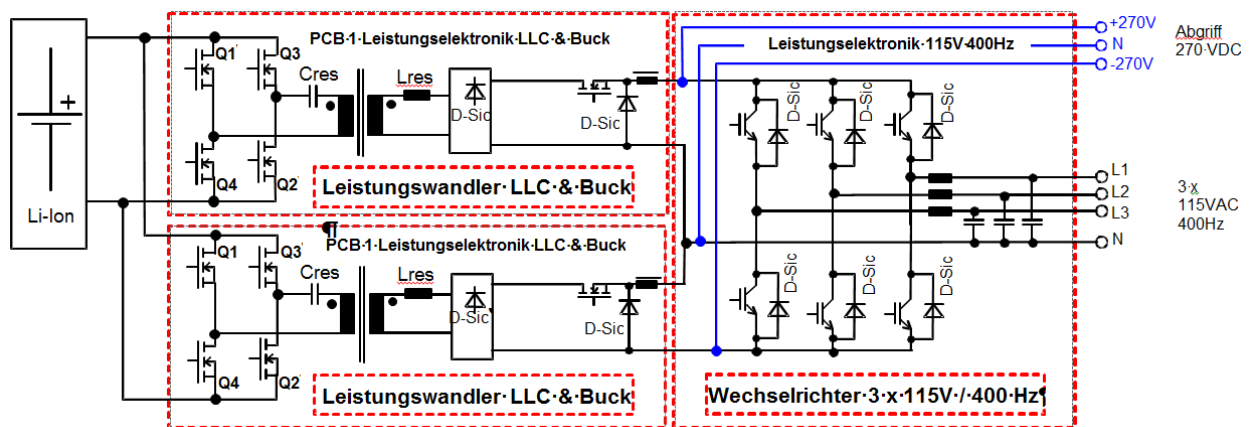 PCB·1·Leistungselektronik·LLC·&·Buck
Q1
Q3
Cres
Lres
D-Sic
D-Sic
Q4
Q2
Leistungswandler·LLC·&·Buck
+
Li-Ion
¶
PCB·1·Leistungselektronik·LLC·&·Buck
Q1
Q3
Cres
Lres
D-Sic
D-Sic
Q4
Q2
Leistungswandler·LLC·&·Buck
Leistungselektronik·115V·400Hz
+270V
N
-270V
Abgriff
270·VDC
D-Sic
D-Sic
D-Sic
L1
L2
L3
N
3·x
115VAC
400Hz
D-Sic
D-Sic
D-Sic
Wechselrichter·3·x·115V·/·400·Hz¶